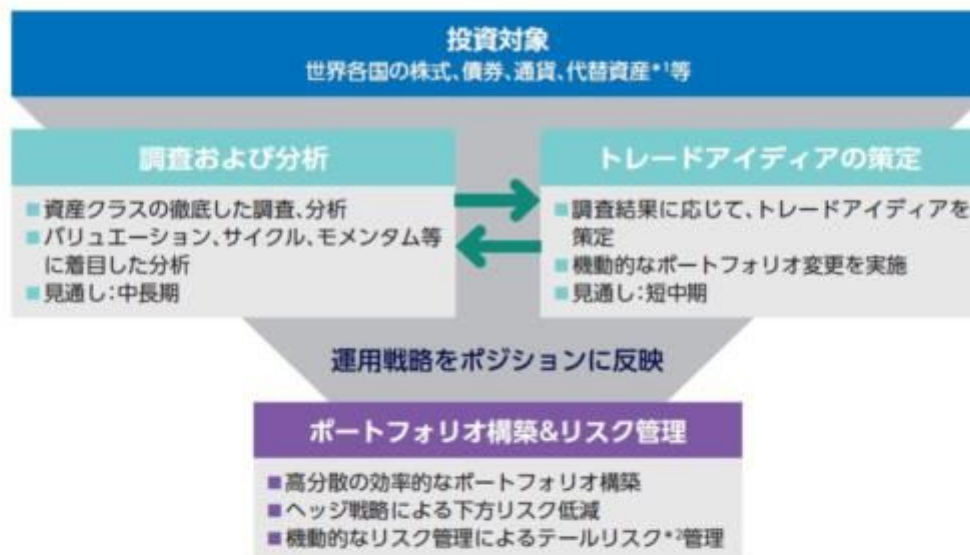 投資対象
世界各国の株式、債券、通貨、代替資産*1等
調査および分析
■資産クラスの徹底した調査、分析
■バリュエーション、サイクル、モメンタム等
に着目した分析
■見通し:中長期
トレードアイディアの策定
■調査結果に応じて、トレードアイディアを
策定
■機動的なポートフォリオ変更を実施
■見通し:短中期
運用戦略をポジションに反映
ポートフォリオ構築&リスク管理
■高分散の効率的なポートフォリオ構築
■ヘッジ戦略による下方リスク低減
■機動的なリスク管理によるテールリスク*2管理